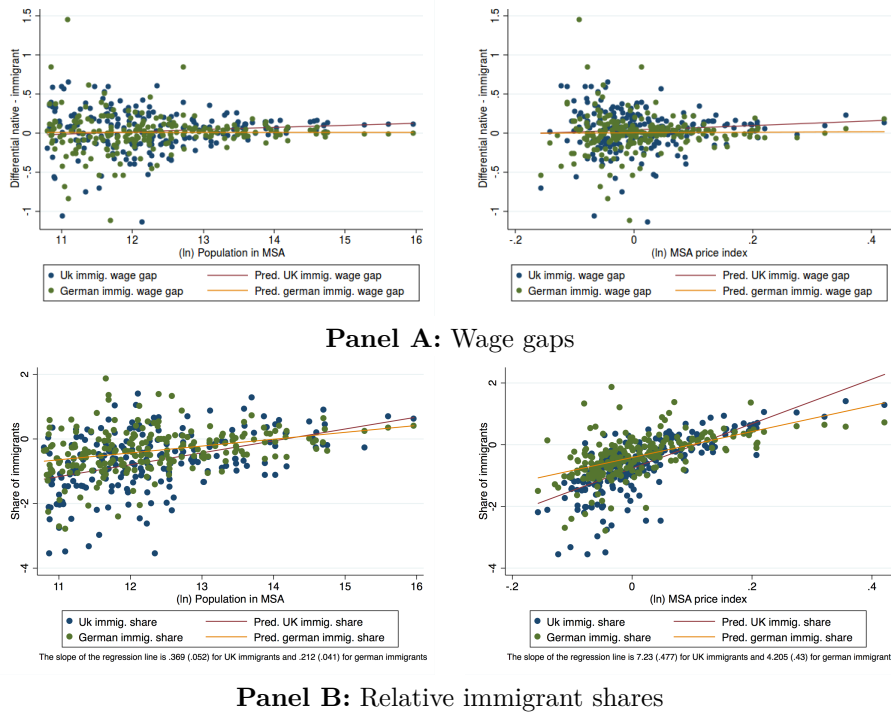 Differential native - immigrant
1.5
1
.5
0
-.5
-1
11 12 13 14 15 16
(ln) Population in MSA
Uk immig. wage gap Pred. UK immig. wage gap
German immig. wage gap Pred. german immig. wage gap
Differential native - immigrant
1.5
1
.5
0
-.5
-1
-.2 0 .2 .4
(ln) MSA price index
Uk immig. wage gap Pred. UK immig. wage gap
German immig. wage gap Pred. german immig. wage gap
Panel A: Wage gaps
Share of immigrants
2
0
-2
-4
11 12 13 14 15 16
(ln) Population in MSA
Uk immig. share Pred. UK immig. share
German immig. share Pred. german immig. share
The slope of the regression line is .369 (.052) for UK immigrants and .212 (.041) for german immigrants
Share of immigrants
2
0
-2
-4
-.2 0 .2 .4
(ln) MSA price index
Uk immig. share Pred. UK immig. share
German immig. share Pred. german immig. share
The slope of the regression line is 7.23 (.477) for UK immigrants and 4.205 (.43) for german immigrant
Panel B: Relative immigrant shares